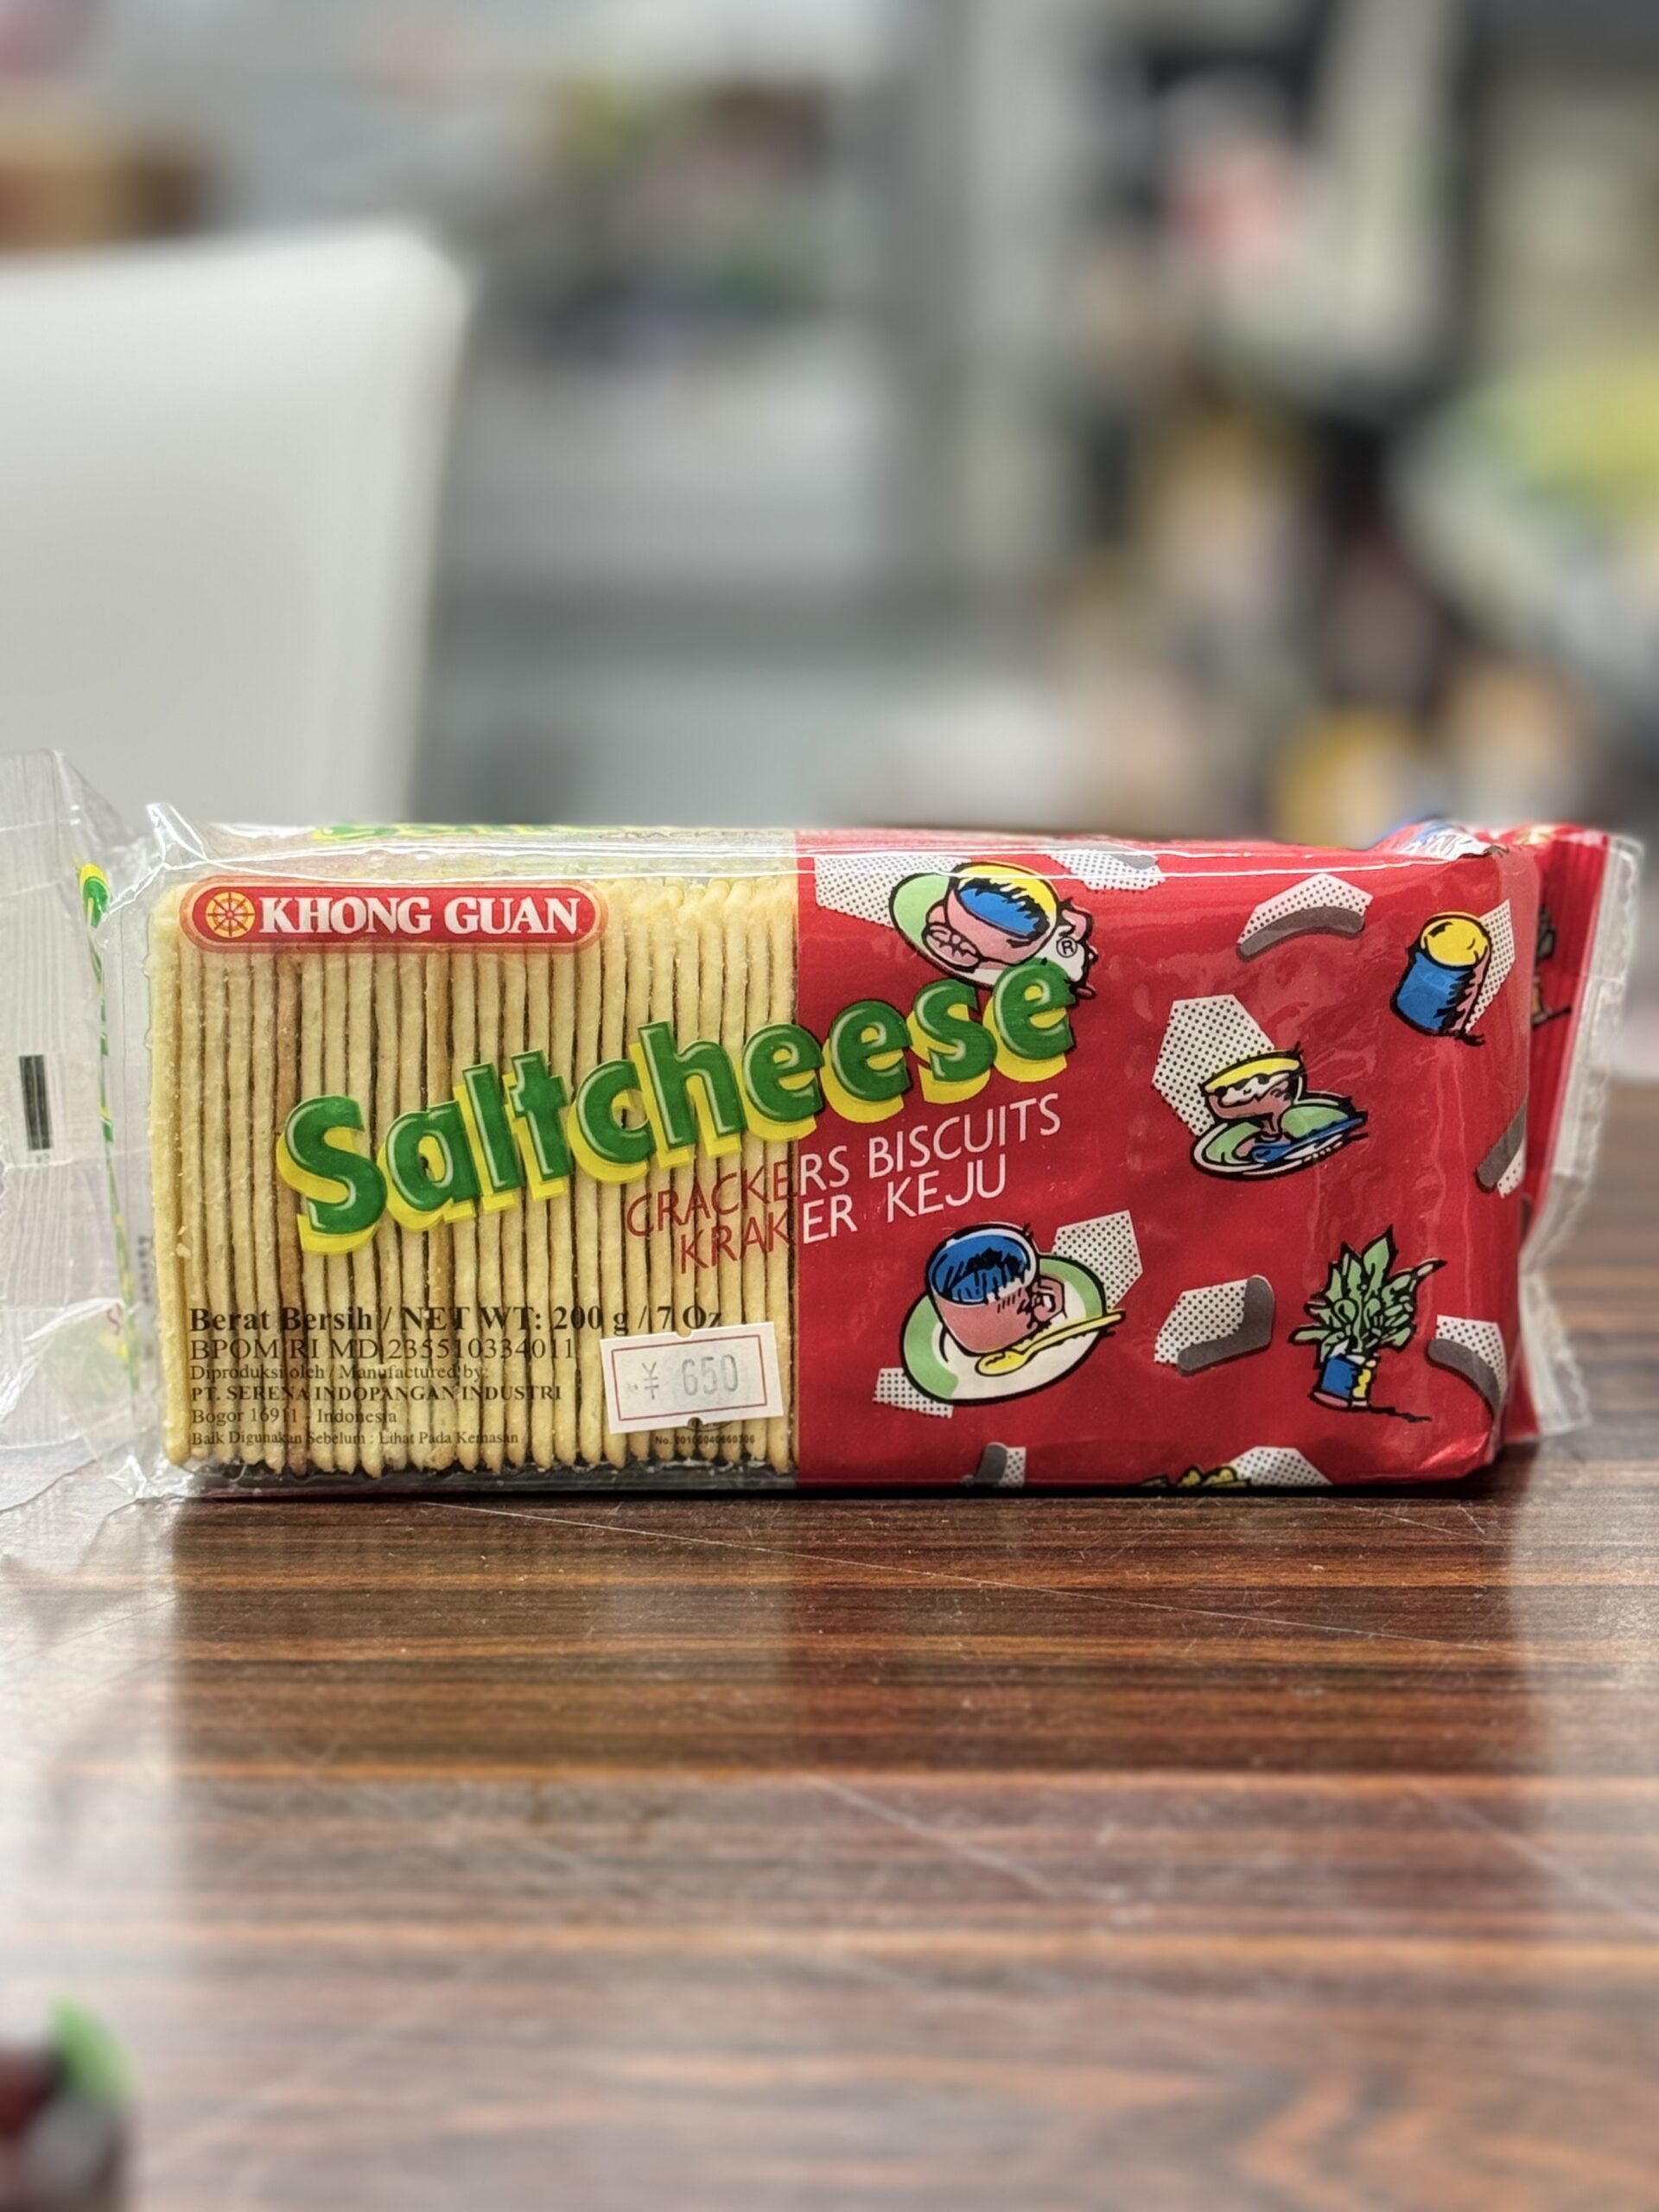 KHONG GUAN
®
Saltcheese
CRACKERS BISCUITS
KRAKER KEJU
Berat Bersih / NET WT: 200 g / 7 Oz
BPOM RI MD 235510334011
Diproduksi oleh / Manufactured by:
PT. SERENA INDOPANGAN INDUSTRI
Bogor 16911 - Indonesia
Baik Digunakan Sebelum : Lihat Pada Kemasan
¥ 650